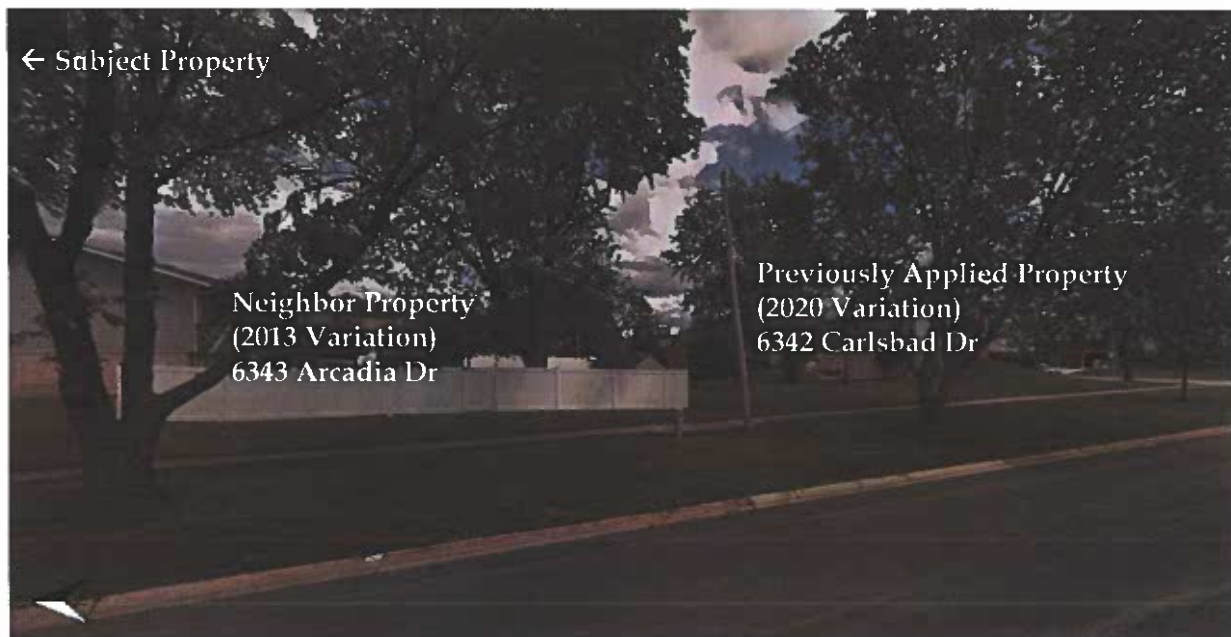 ← Subject Property
Neighbor Property
(2013 Variation)
6343 Arcadia Dr
Previously Applied Property
(2020 Variation)
6342 Carlsbad Dr